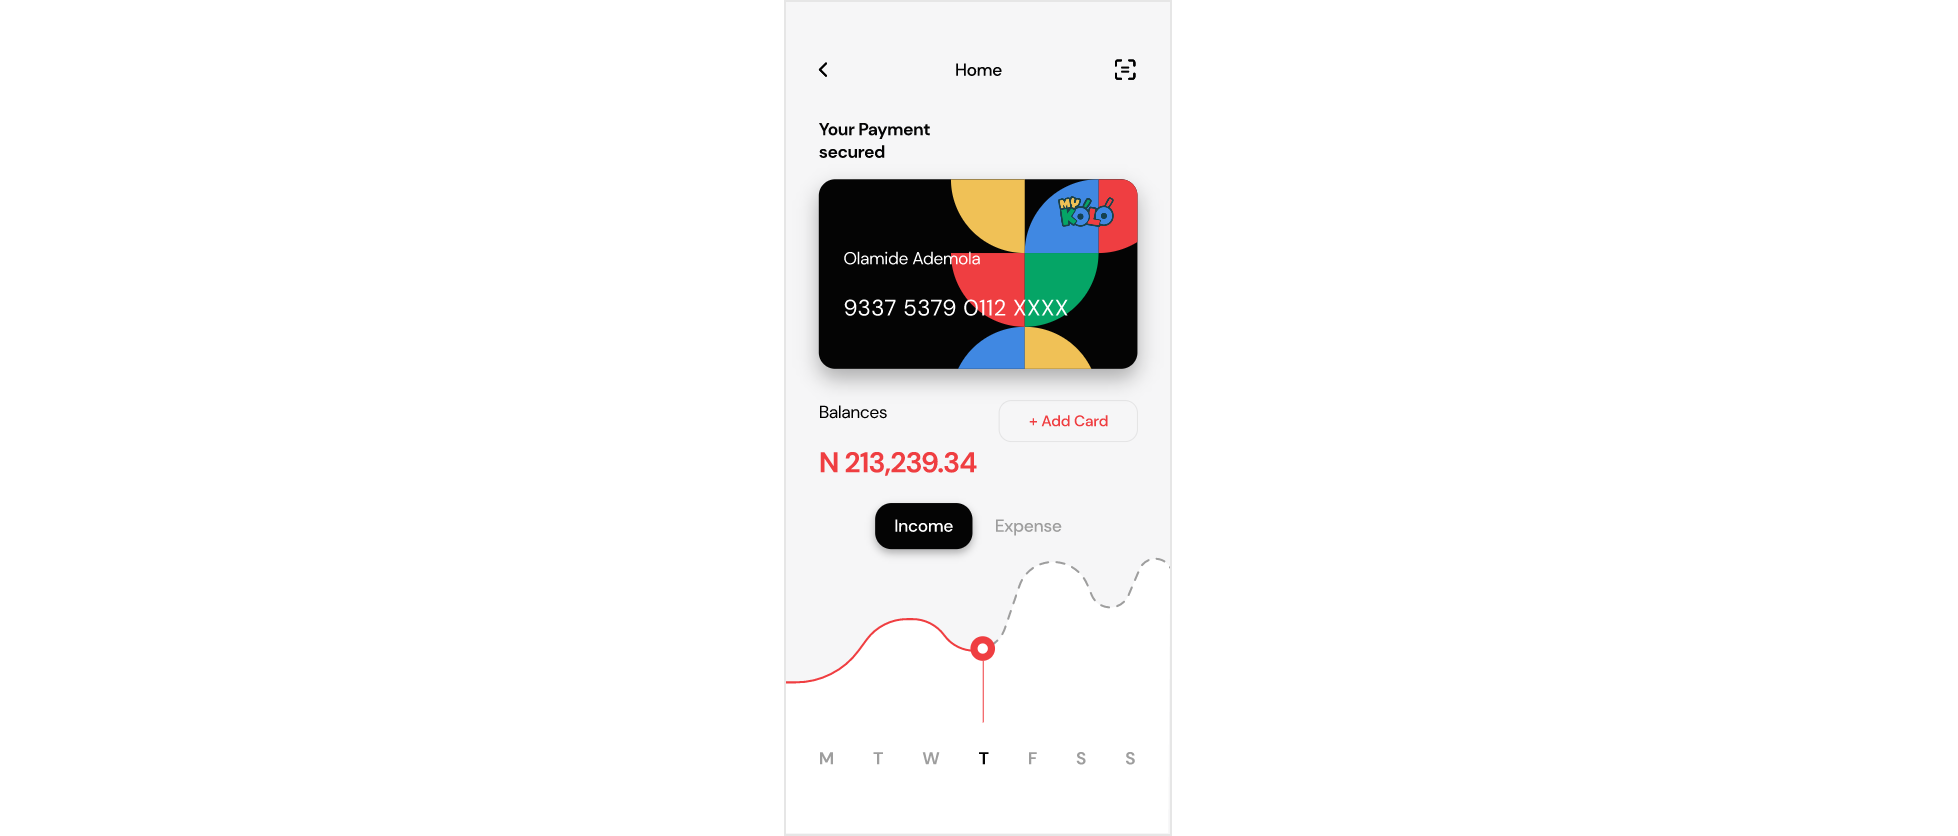 Home
Your Payment
secured
MY
KOLO
Olamide Ademola
9337 5379 0112 XXXX
Balances
+ Add Card
N 213,239.34
Income Expense
M T W T F S S